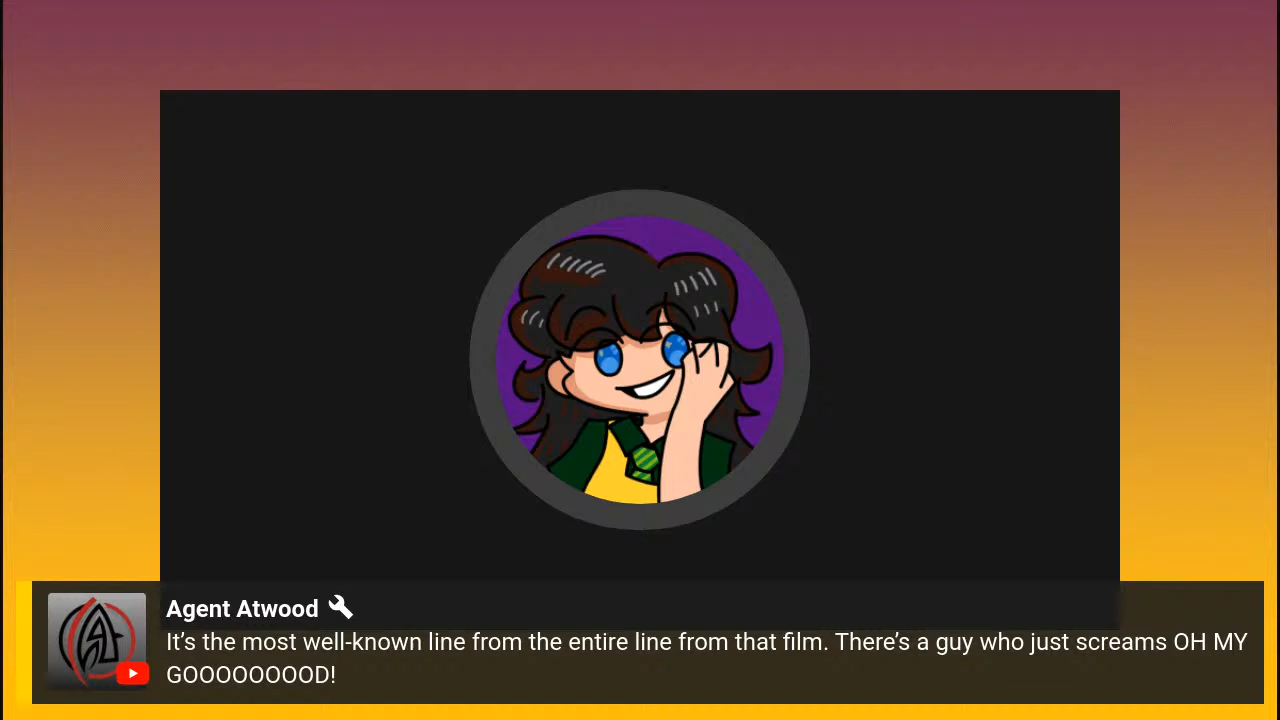 Agent Atwood
It’s the most well-known line from the entire line from that film. There’s a guy who just screams OH MY
GOOOOOOOOD!